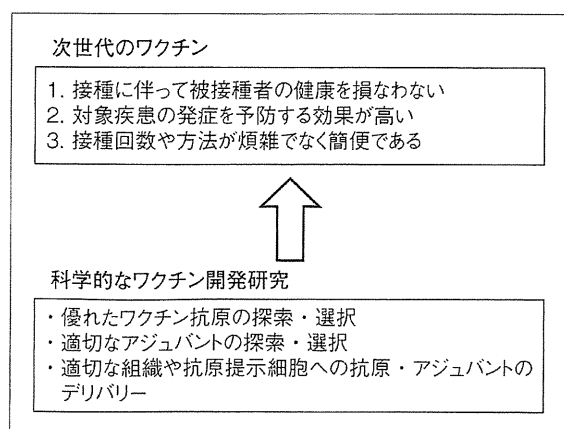 次世代のワクチン
1. 接種に伴って被接種者の健康を損なわない
2. 対象疾患の発症を予防する効果が高い
3. 接種回数や方法が煩雑でなく簡便である
科学的なワクチン開発研究
・優れたワクチン抗原の探索・選択
・適切なアジュバントの探索・選択
・適切な組織や抗原提示細胞への抗原・アジュバントの
デリバリー